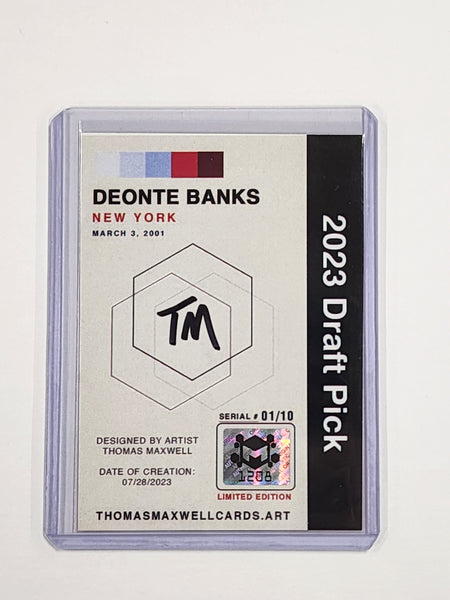 DEONTE BANKS
NEW YORK
MARCH 3, 2001
2023 Draft Pick
TM
SERIAL # 01/10
1208
LIMITED EDITION
DESIGNED BY ARTIST
THOMAS MAXWELL
DATE OF CREATION:
07/28/2023
THOMASMAXWELLCARDS.ART